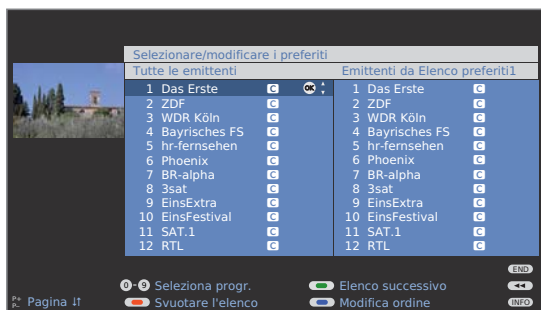 Selezionare/modificare i preferiti
Tutte le emittenti Emittenti da Elenco preferiti1
1 Das Erste C OK 1 Das Erste C
2 ZDF C 2 ZDF C
3 WDR Köln C 3 WDR Köln C
4 Bayrisches FS C 4 Bayrisches FS C
5 hr-fernsehen C 5 hr-fernsehen C
6 Phoenix C 6 Phoenix C
7 BR-alpha C 7 BR-alpha C
8 3sat C 8 3sat C
9 EinsExtra C 9 EinsExtra C
10 EinsFestival C 10 EinsFestival C
11 SAT.1 C 11 SAT.1 C
12 RTL C 12 RTL C
END
0-9 Seleziona progr. Elenco successivo
P+ P- Pagina ↓↑ Svuotare l'elenco Modifica ordine INFO